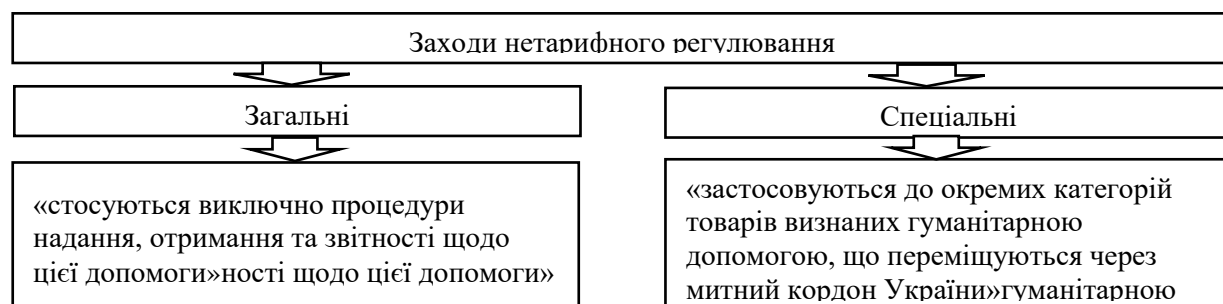 Заходи нетарифного регулювання
Загальні
Спеціальні
«стосуються виключно процедури
надання, отримання та звітності щодо
цієї допомоги»ності щодо цієї допомоги»
«застосовуються до окремих категорій
товарів визнаних гуманітарною
допомогою, що переміщуються через
митний кордон України»гуманітарною